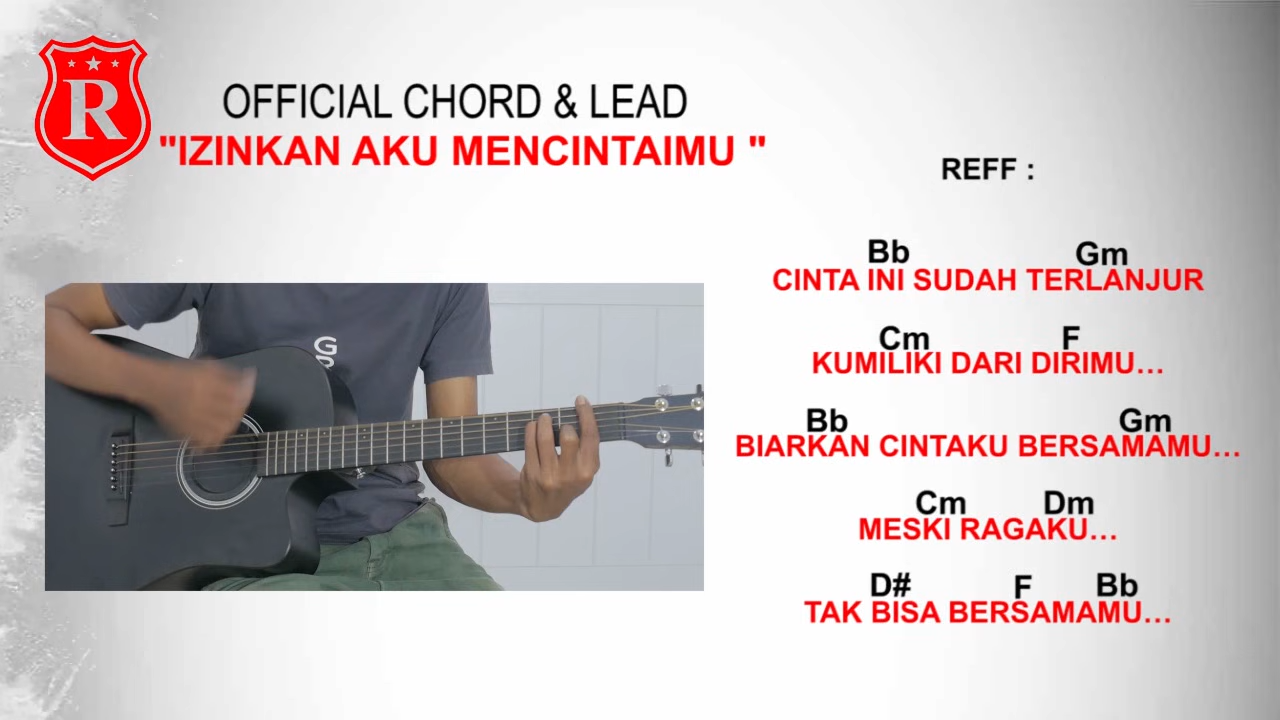 R
OFFICIAL CHORD & LEAD
"IZINKAN AKU MENCINTAIMU "
G
REFF :
Bb Gm
CINTA INI SUDAH TERLANJUR
Cm F
KUMILIKI DARI DIRIMU...
Bb Gm
BIARKAN CINTAKU BERSAMAMU...
Cm Dm
MESKI RAGAKU...
D# F Bb
TAK BISA BERSAMAMU...